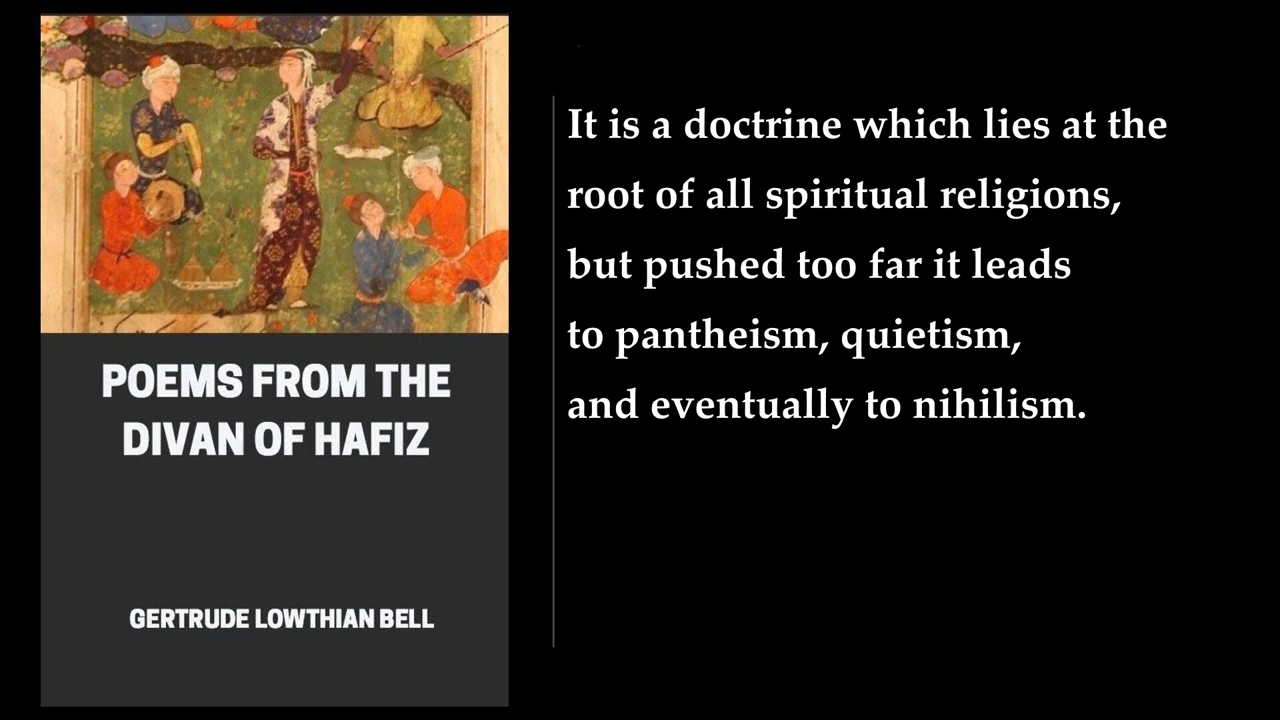 POEMS FROM THE
DIVAN OF HAFIZ
GERTRUDE LOWTHIAN BELL
It is a doctrine which lies at the
root of all spiritual religions,
but pushed too far it leads
to pantheism, quietism,
and eventually to nihilism.